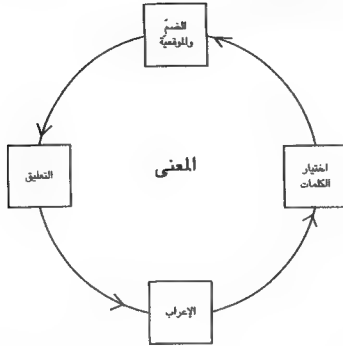 الضمّ
والموقعية
اختيار
الكلمات
المعنى
التعليق
الإعراب